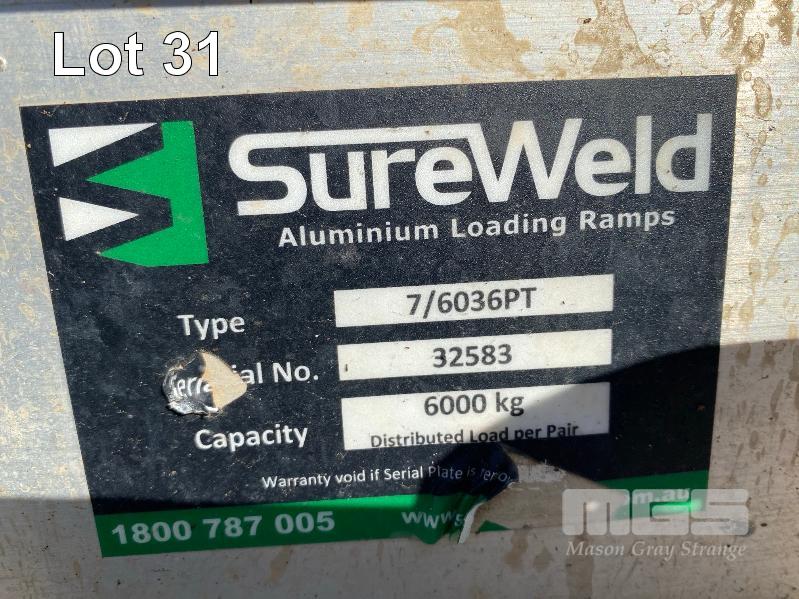 Lot 31
SureWeld
Aluminium Loading Ramps
Type 7/6036PT
No. 32583
Capacity 6000 kg
Distributed Load per Pair
Warranty void if Serial Plate is
1800 787 005
MGS
Mason Gray Strange